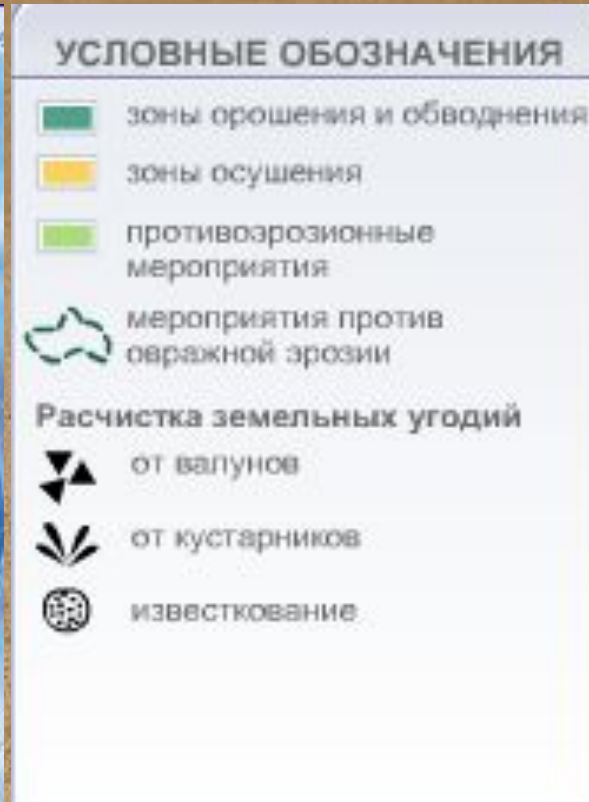 УСЛОВНЫЕ ОБОЗНАЧЕНИЯ
зоны орошения и обводнения
зоны осушения
противоэрозионные
мероприятия
мероприятия против
овражной эрозии
Расчистка земельных угодий
от валунов
от кустарников
известкование